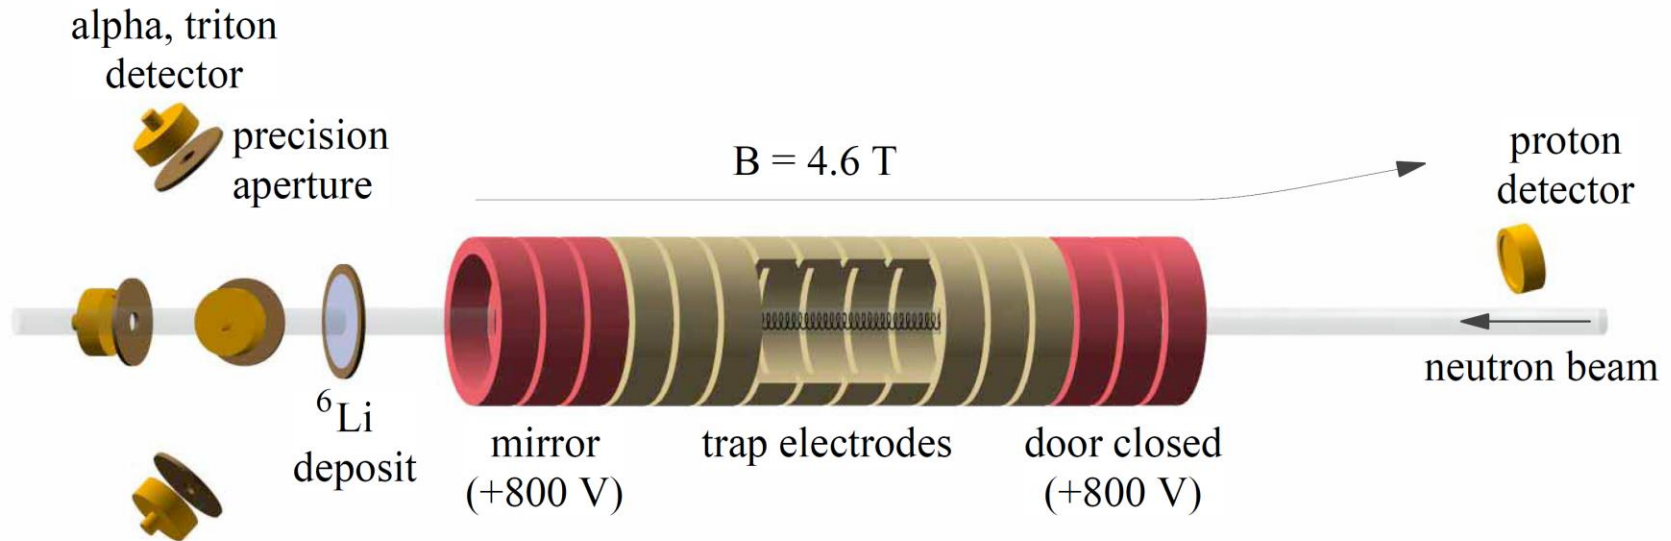 alpha, triton
detector
precision
aperture
B = 4.6 T
proton
detector
neutron beam
⁶Li
deposit
mirror
(+800 V)
trap electrodes
door closed
(+800 V)